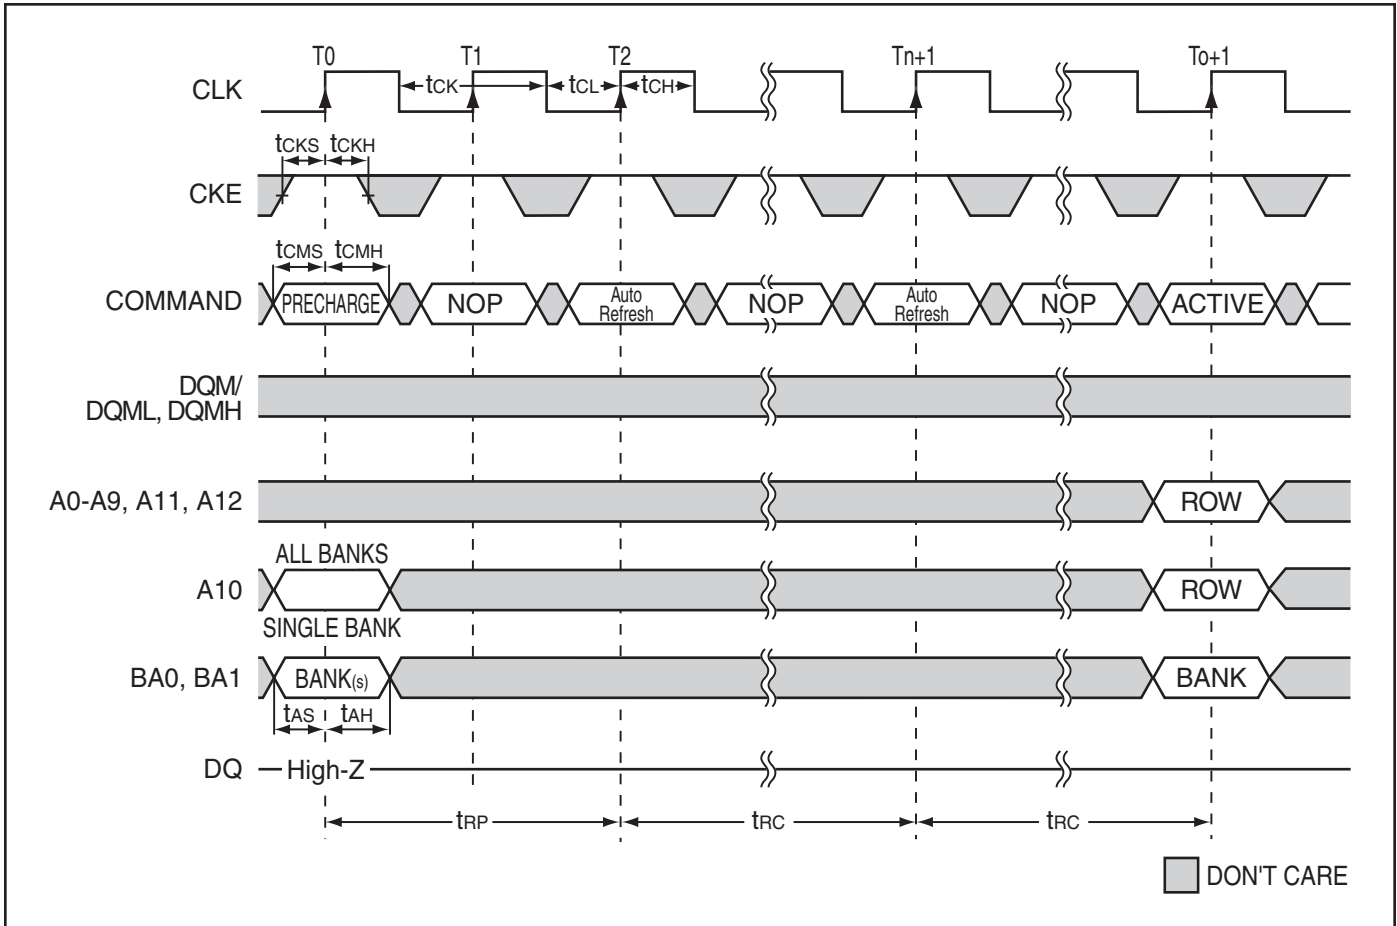 T0 T1 T2 Tn+1 To+1
CLK
tCK tCL tCH
tCKS tCKH
CKE
tCMS tCMH
COMMAND PRECHARGE NOP Auto Refresh NOP Auto Refresh NOP ACTIVE
DQM/
DQML, DQMH
A0-A9, A11, A12 ROW
ALL BANKS
A10 ROW
SINGLE BANK
BA0, BA1 BANK(s) BANK
tAS tAH
DQ High-Z
tRP tRC tRC
DON'T CARE